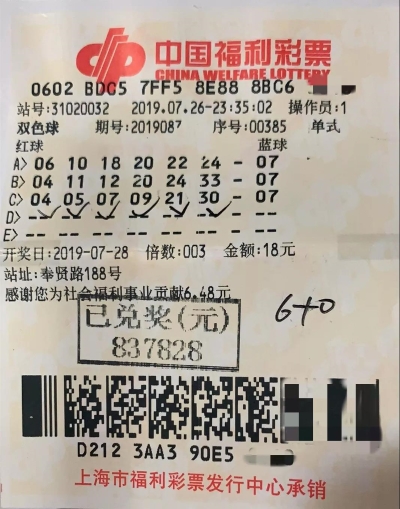 中国福利彩票
CHINA WELFARE LOTTERY
0602 BDG5 7FF5 8E88 8BC6
站号:31020032 2019.07.26-23:35:02 操作员:1
双色球 期号:2019087 序号:00385 单式
红球 蓝球
A> 06 10 18 20 22 24 - 07
B> 04 11 12 20 24 33 - 07
C> 04 05 07 09 21 30 - 07
D> -- -- -- -- -- -- - --
E> -- -- -- -- -- -- - --
开奖日:2019-07-28 倍数:003 金额:18元
站址:奉贤路188号
感谢您为社会福利事业贡献6.48元
6+0
已兑奖(元)
837828
D212 3AA3 90E5
上海市福利彩票发行中心承销